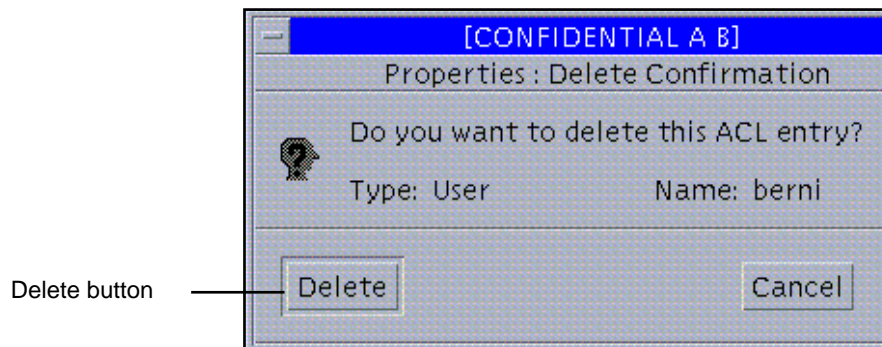 [CONFIDENTIAL A B]
Properties : Delete Confirmation
Do you want to delete this ACL entry?
Type: User Name: berni
Delete button
Delete Cancel